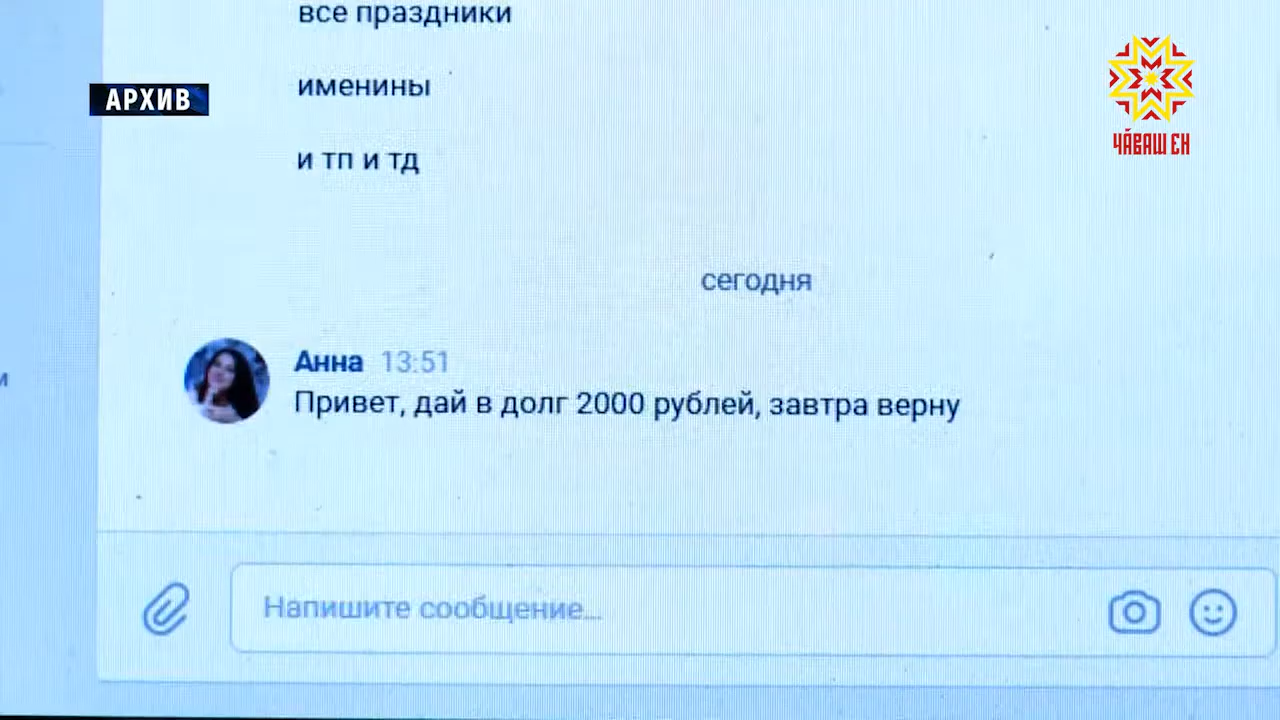 все праздники
АРХИВ
именины
и тп и тд
ЧӐВАШ ЕН
сегодня
и
Анна 13:51
Привет, дай в долг 2000 рублей, завтра верну
Напишите сообщение...